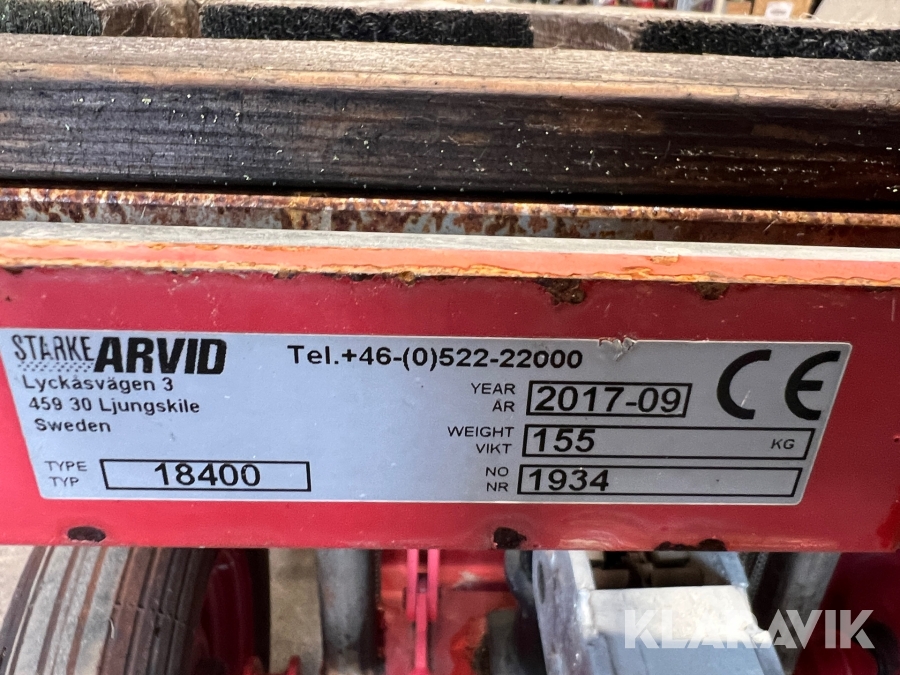 STARKE ARVID
Tel.+46-(0)522-22000
Lyckåsvägen 3
459 30 Ljungskile
Sweden
YEAR
ÅR
2017-09
CE
WEIGHT
VIKT
155
KG
TYPE
TYP
18400
NO
NR
1934
KLARAVIK